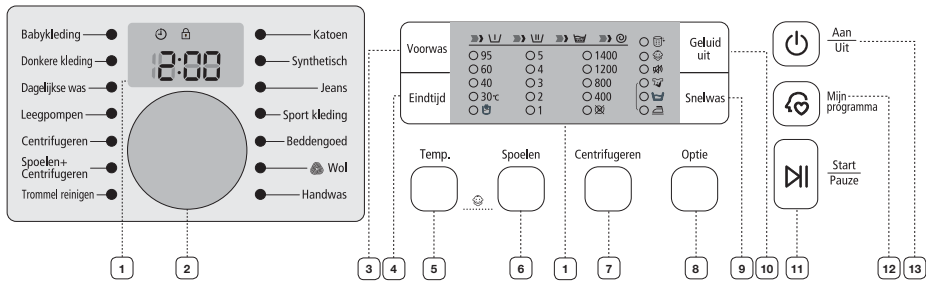 Babykleding
Donkere kleding
Dagelijkse was
Leegpompen
Centrifugeren
Spoelen+
Centrifugeren
Trommel reinigen
2:00
Katoen
Synthetisch
Jeans
Sport kleding
Beddengoed
Wol
Handwas
Voorwas
Eindtijd
95 5 1400
60 4 1200
40 3 800
30℃ 2 400
1
Geluid
uit
Snelwas
Temp.
Spoelen
Centrifugeren
Optie
Aan
Uit
Mijn
programma
Start
Pauze
1 2 3 4 5 6 1 7 8 9 10 11 12 13